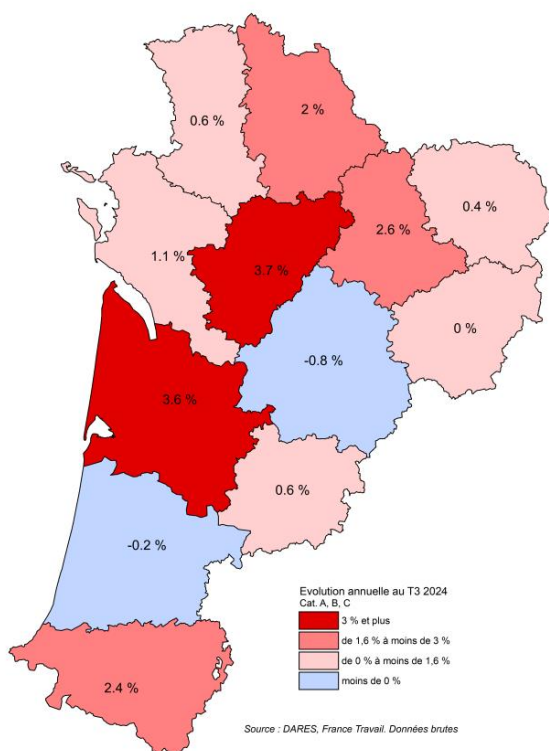 2 %
0.6 %
0.4 %
2.6 %
1.1 %
3.7 %
0 %
-0.8 %
3.6 %
0.6 %
-0.2 %
Evolution annuelle au T3 2024
Cat. A, B, C
3 % et plus
de 1,6 % à moins de 3 %
de 0 % à moins de 1,6 %
moins de 0 %
2.4 %
Source : DARES, France Travail. Données brutes